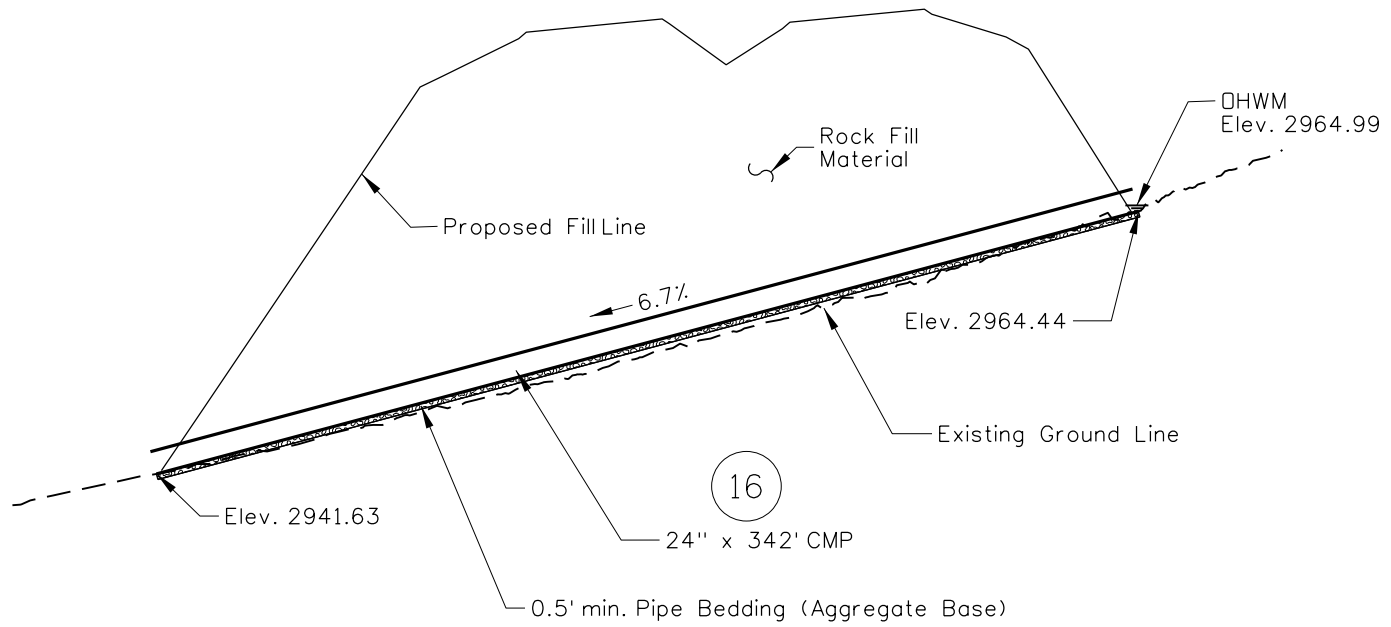 OHWM
Elev. 2964.99
Rock Fill
Material
Proposed Fill Line
6.7%
Elev. 2964.44
Existing Ground Line
16
Elev. 2941.63
24" x 342' CMP
0.5' min. Pipe Bedding (Aggregate Base)